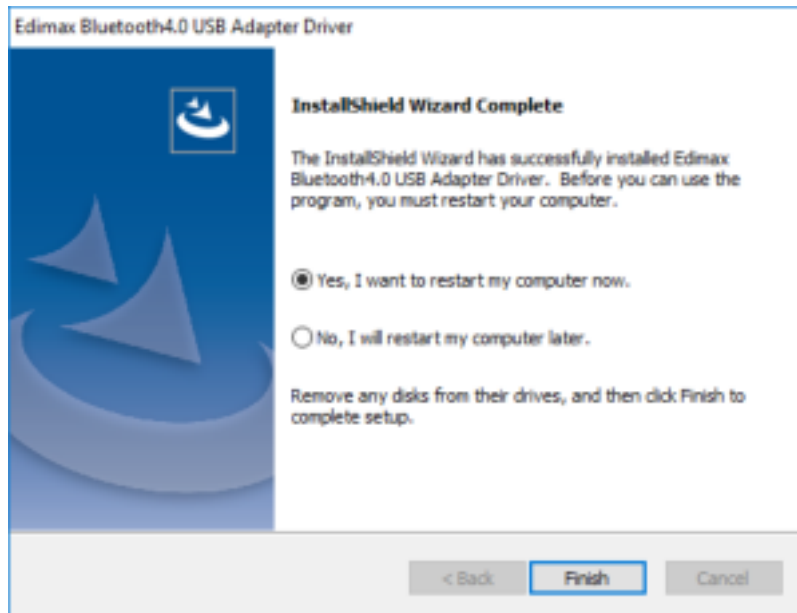 Edimax Bluetooth4.0 USB Adapter Driver
InstallShield Wizard Complete
The InstallShield Wizard has successfully installed Edimax
Bluetooth4.0 USB Adapter Driver. Before you can use the
program, you must restart your computer.
Yes, I want to restart my computer now.
No, I will restart my computer later.
Remove any disks from their drives, and then click Finish to
complete setup.
< Back
Finish
Cancel